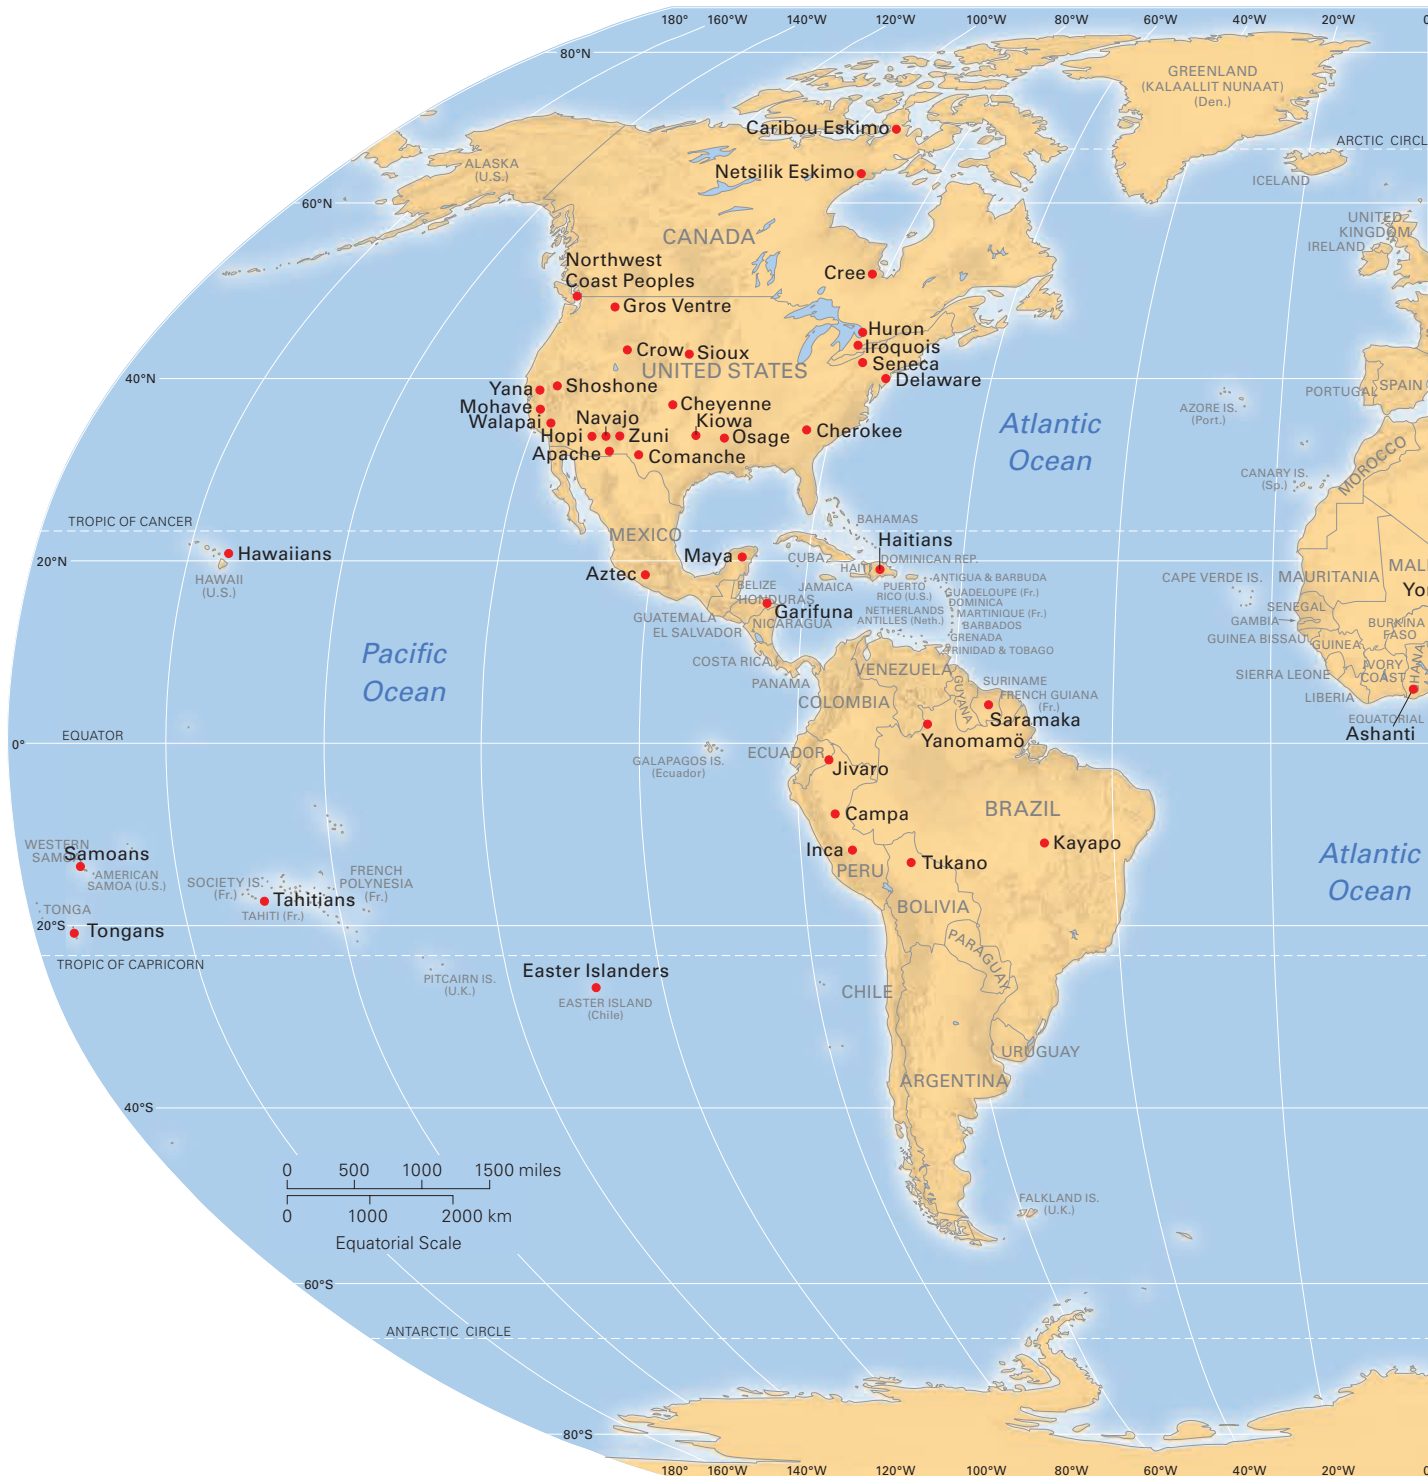 180° 160°W 140°W 120°W 100°W 80°W 60°W 40°W 20°W
80°N
GREENLAND
(KALAALLIT NUNAAT)
(Den.)
Caribou Eskimo
ARCTIC CIRCL
ALASKA
(U.S.)
Netsilik Eskimo
ICELAND
60°N
UNITED
KINGDOM
IRELAND
CANADA
Northwest
Coast Peoples
Cree
Gros Ventre
Huron
Iroquois
Seneca
Crow
Sioux
UNITED STATES
Delaware
40°N
Yana
Shoshone
PORTUGAL
SPAIN
Mohave
Cheyenne
AZORE IS.
(Port.)
Walapai
Navajo
Kiowa
Hopi
Zuni
Osage
Cherokee
Atlantic
Ocean
Apache
Comanche
MOROCCO
CANARY IS.
(Sp.)
TROPIC OF CANCER
BAHAMAS
MEXICO
Haitians
Hawaiians
Maya
CUBA
DOMINICAN REP.
20°N
HAITI
HAWAII
(U.S.)
Aztec
BELIZE
JAMAICA
PUERTO
RICO (U.S.)
ANTIGUA & BARBUDA
GUADELOUPE (Fr.)
CAPE VERDE IS.
MAURITANIA
MAL
Yo
HONDURAS
DOMINICA
Garifuna
NETHERLANDS
ANTILLES (Neth.)
MARTINIQUE (Fr.)
SENEGAL
GUATEMALA
NICARAGUA
BARBADOS
GAMBIA
BURKINA
FASO
EL SALVADOR
GRENADA
GUINEA BISSAU
GUINEA
TRINIDAD & TOBAGO
COSTA RICA
Pacific
Ocean
VENEZUELA
SIERRA LEONE
IVORY
COAST
GHANA
PANAMA
SURINAME
GUYANA
FRENCH GUIANA
(Fr.)
LIBERIA
COLOMBIA
Saramaka
EQUATORIAL
Ashanti
EQUATOR
0°
Yanomamö
ECUADOR
GALAPAGOS IS.
(Ecuador)
Jivaro
BRAZIL
Campa
WESTERN
SAMOA
Samoans
Inca
Kayapo
Tukano
PERU
Atlantic
Ocean
AMERICAN
SAMOA (U.S.)
SOCIETY IS.
(Fr.)
FRENCH
POLYNESIA
(Fr.)
Tahitians
TAHITI (Fr.)
TONGA
BOLIVIA
20°S
Tongans
PARAGUAY
TROPIC OF CAPRICORN
Easter Islanders
PITCAIRN IS.
(U.K.)
CHILE
EASTER ISLAND
(Chile)
URUGUAY
ARGENTINA
40°S
0 500 1000 1500 miles
0 1000 2000 km
Equatorial Scale
FALKLAND IS.
(U.K.)
60°S
ANTARCTIC CIRCLE
80°S
180° 160°W 140°W 120°W 100°W 80°W 60°W 40°W 20°W